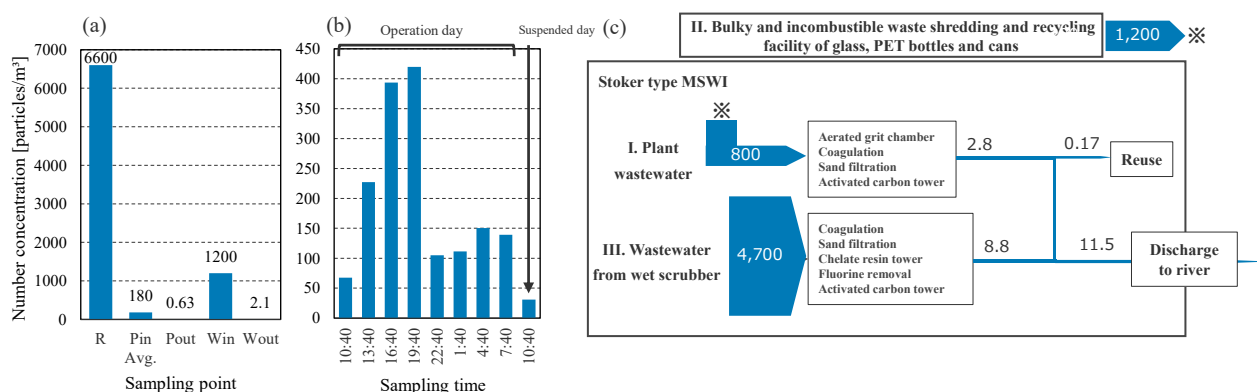 (a)
Number concentration [particles/m³]
7000
6000
5000
4000
3000
2000
1000
0
6600
180
0.63
1200
2.1
R
Pin
Avg.
Pout
Win
Wout
Sampling point
(b)
Operation day
Suspended day
450
400
350
300
250
200
150
100
50
0
10:40
13:40
16:40
19:40
22:40
1:40
4:40
7:40
10:40
Sampling time
(c)
II. Bulky and incombustible waste shredding and recycling
facility of glass, PET bottles and cans
1,200
※
Stoker type MSWI
※
I. Plant
wastewater
800
Aerated grit chamber
Coagulation
Sand filtration
Activated carbon tower
2.8
0.17
Reuse
III. Wastewater
from wet scrubber
4,700
Coagulation
Sand filtration
Chelate resin tower
Fluorine removal
Activated carbon tower
8.8
11.5
Discharge
to river